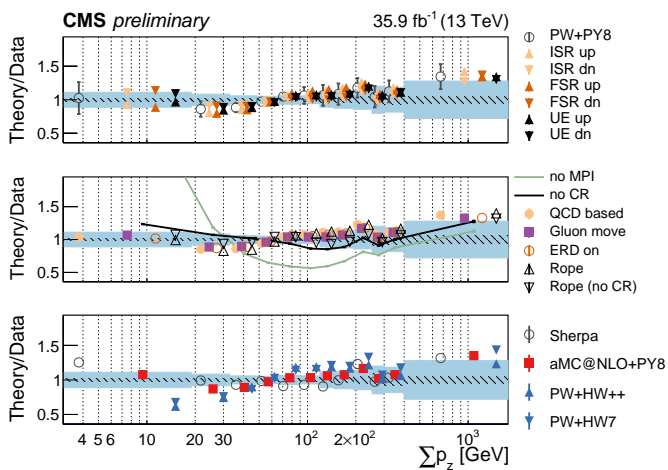 CMS preliminary 35.9 fb⁻¹ (13 TeV)
Theory/Data
1.5
1
0.5
PW+PY8
ISR up
ISR dn
FSR up
FSR dn
UE up
UE dn
Theory/Data
1.5
1
0.5
no MPI
no CR
QCD based
Gluon move
ERD on
Rope
Rope (no CR)
Theory/Data
1.5
1
0.5
Sherpa
aMC@NLO+PY8
PW+HW++
PW+HW7
3 4 5 6 10 20 30 10² 2×10² 10³
∑p_z [GeV]